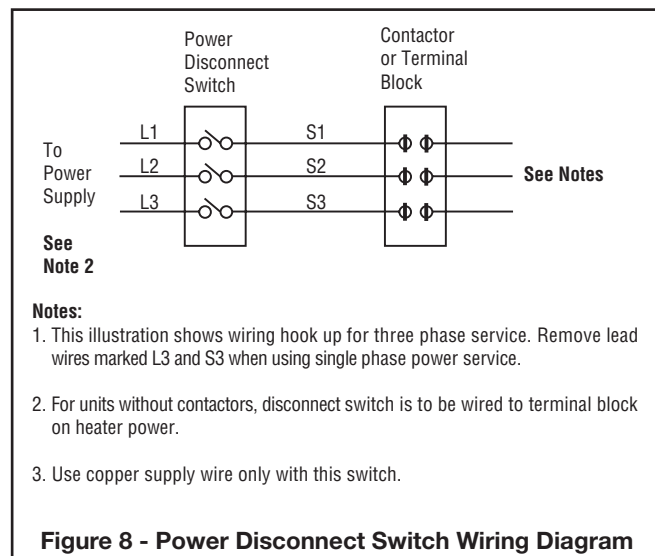 Power
Disconnect
Switch
Contactor
or Terminal
Block
To
Power
Supply
L1
S1
L2
S2
L3
S3
See Notes
See
Note 2
Notes:
1. This illustration shows wiring hook up for three phase service. Remove lead
wires marked L3 and S3 when using single phase power service.
2. For units without contactors, disconnect switch is to be wired to terminal block
on heater power.
3. Use copper supply wire only with this switch.
Figure 8 - Power Disconnect Switch Wiring Diagram